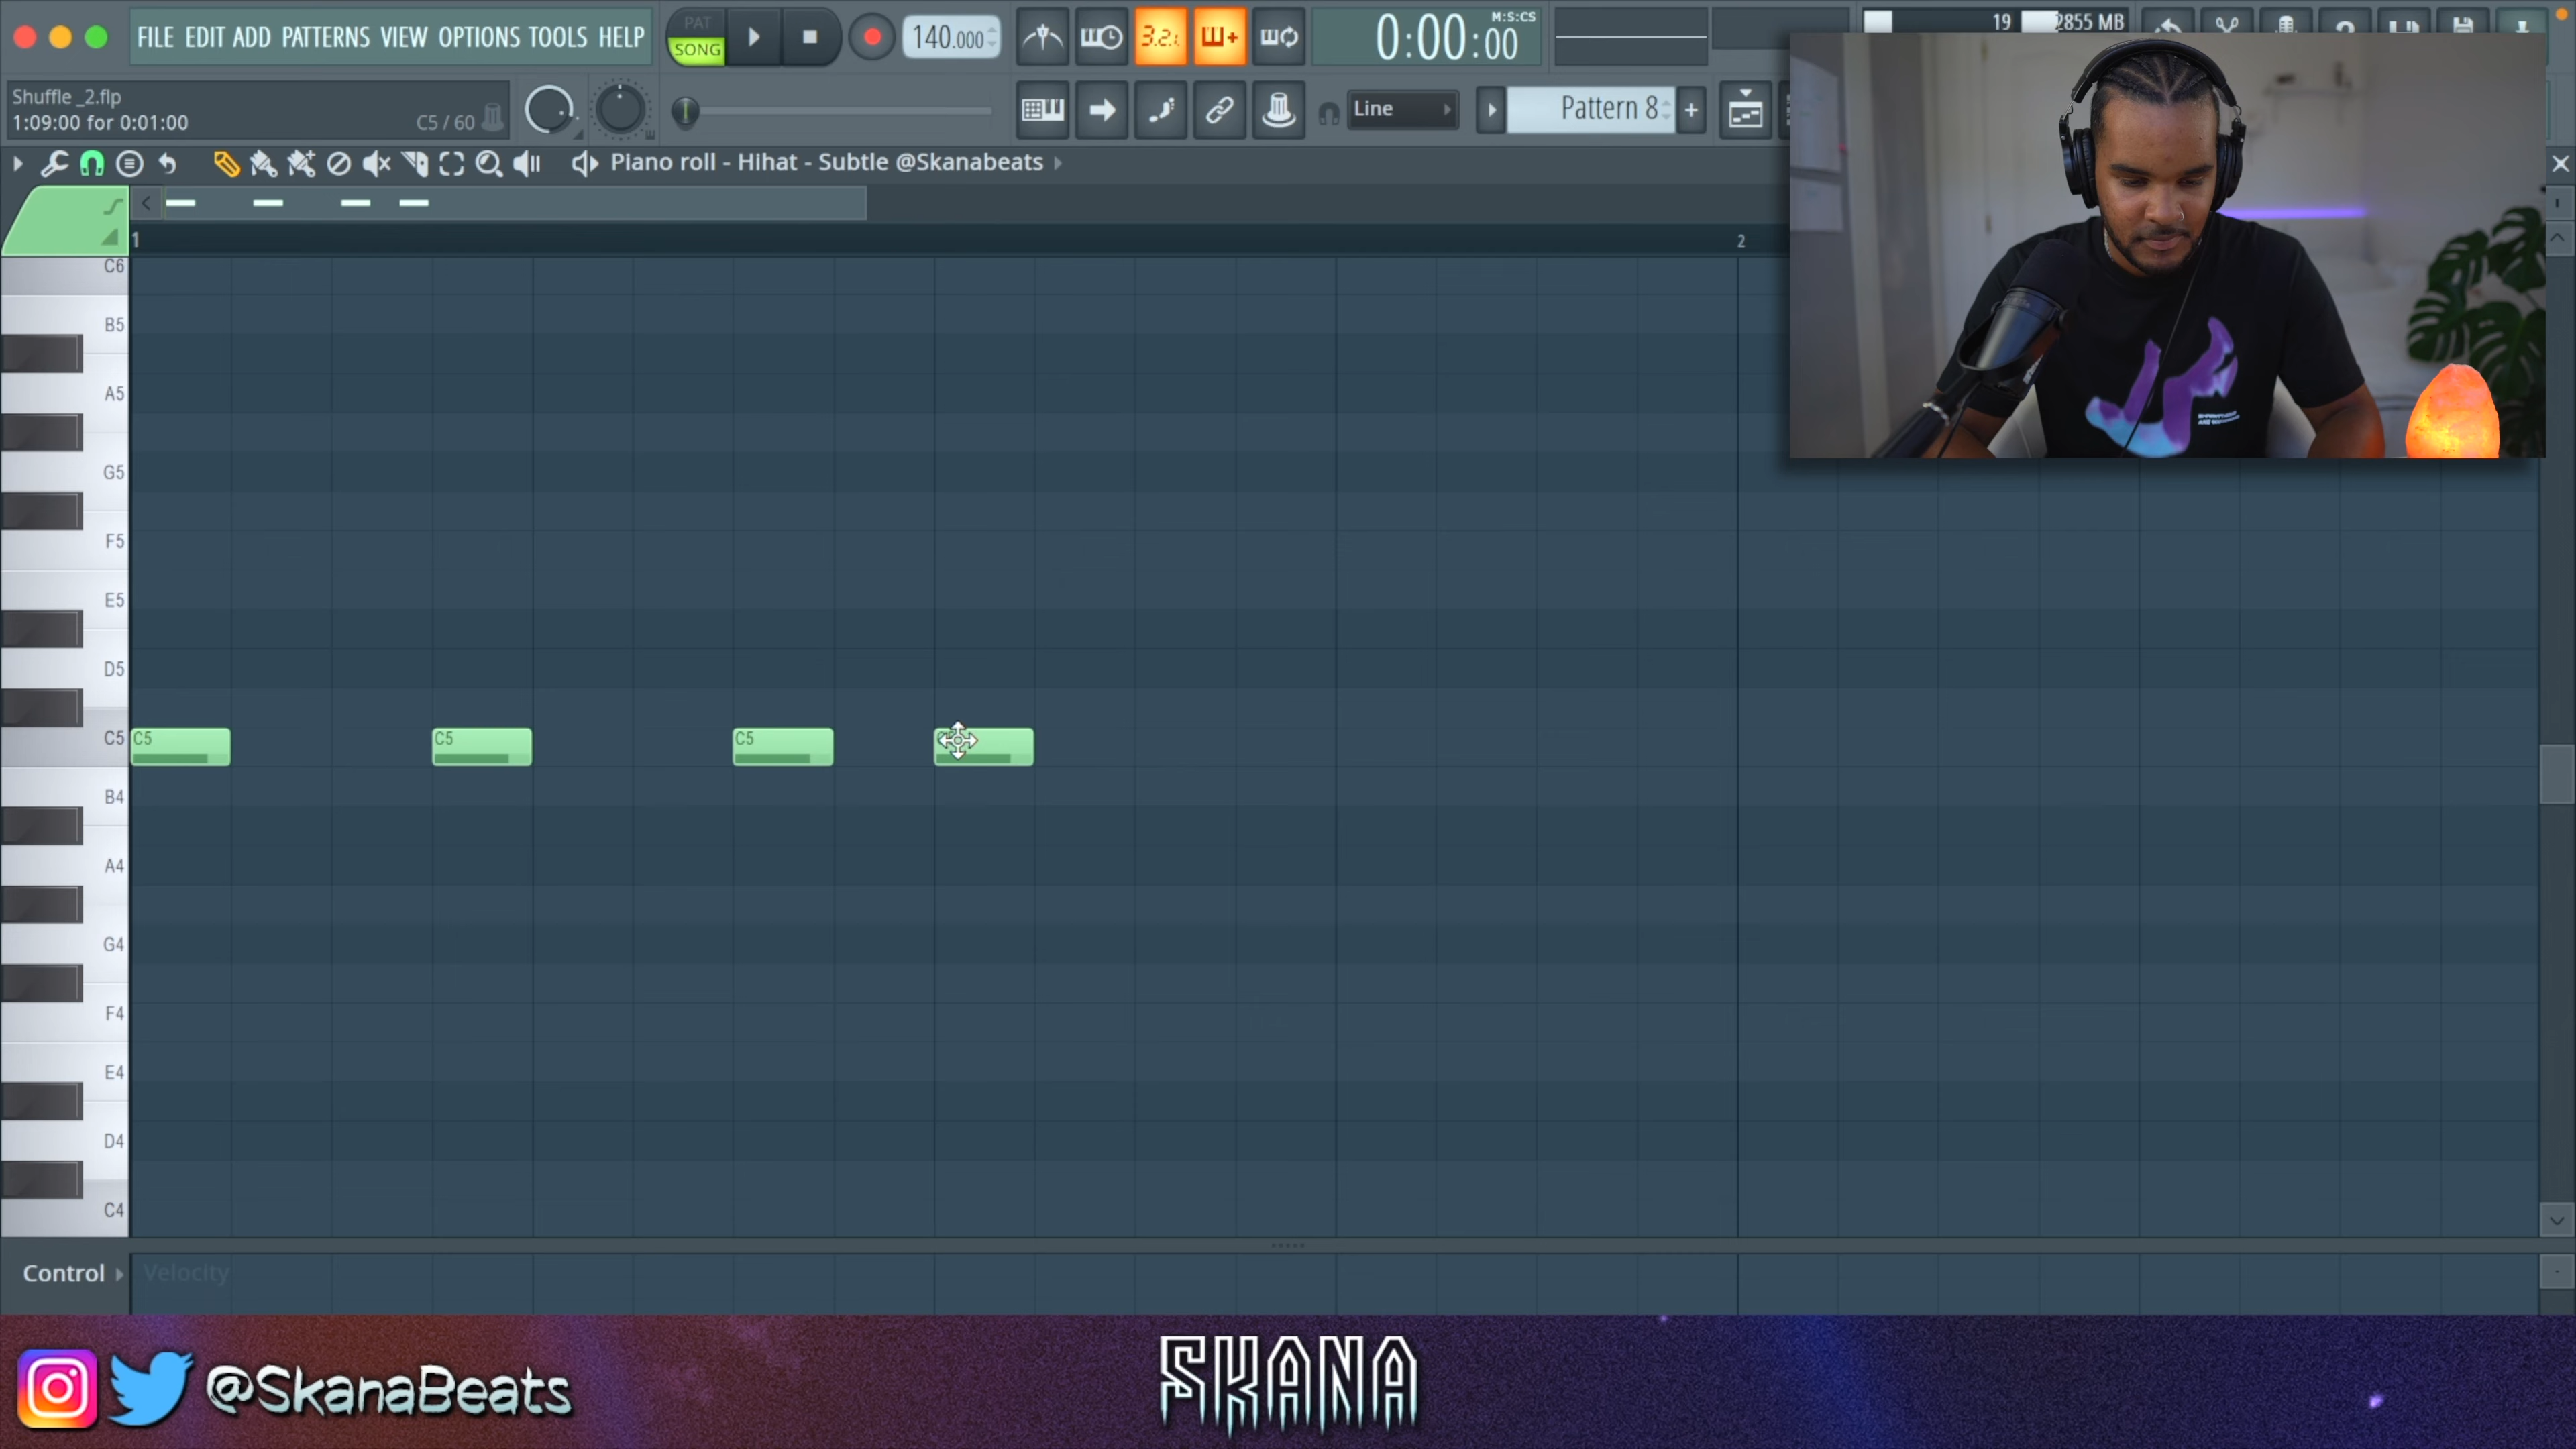 FILE EDIT ADD PATTERNS VIEW OPTIONS TOOLS HELP
PAT
SONG
140.000
3.2.
M:S:CS
0:00:00
19
2855 MB
Shuffle _2.flp
1:09:00 for 0:01:00
C5 / 60
Line
Pattern 8
Piano roll - Hihat - Subtle @Skanabeats
1
2
C6
B5
A5
G5
F5
E5
D5
C5
C5
C5
C5
B4
A4
G4
F4
E4
D4
C4
Control
Velocity
@SkanaBeats
SKANA